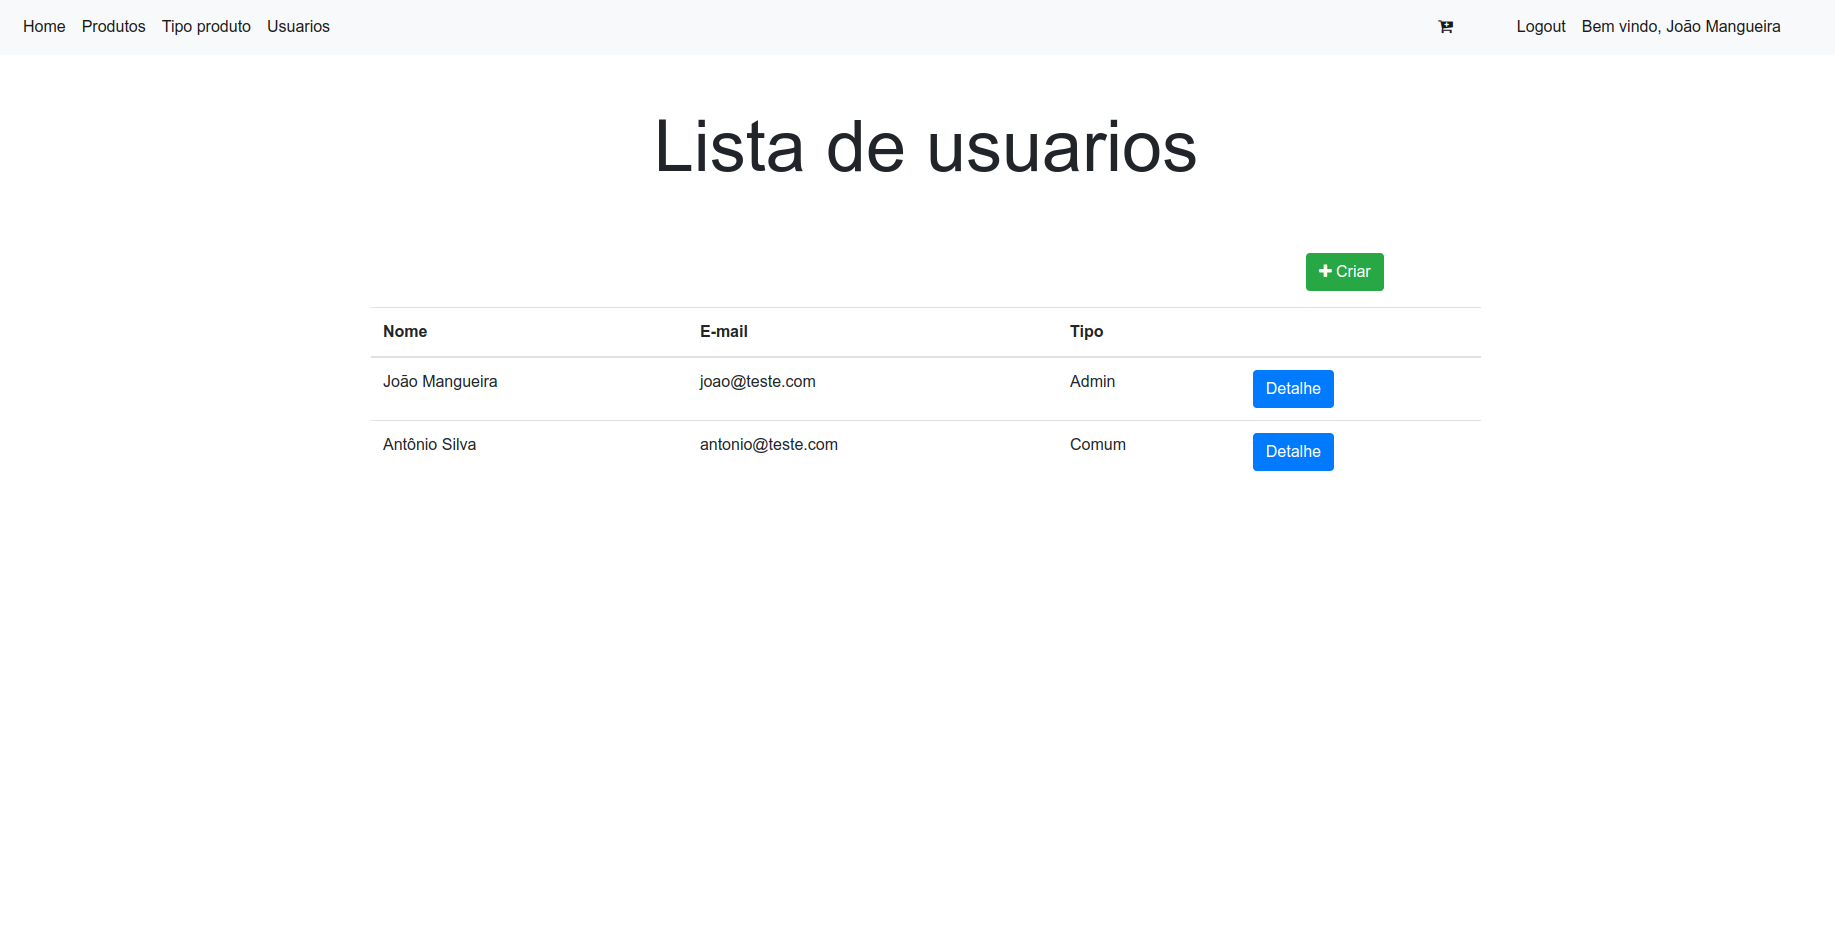 Home Produtos Tipo produto Usuarios Logout Bem vindo, João Mangueira
Lista de usuarios
Criar
Nome E-mail Tipo
João Mangueira joao@teste.com Admin Detalhe
Antônio Silva antonio@teste.com Comum Detalhe